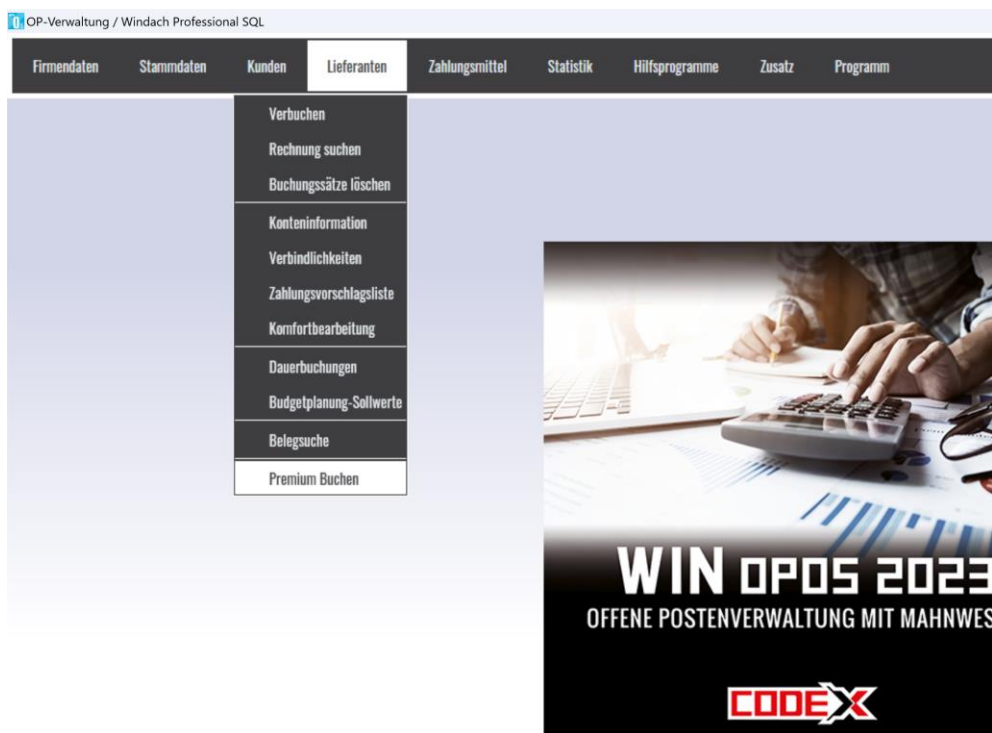 OP-Verwaltung / Windach Professional SQL
Firmendaten Stammdaten Kunden Lieferanten Zahlungsmittel Statistik Hilfsprogramme Zusatz Programm
Verbuchen
Rechnung suchen
Buchungssätze löschen
Konteninformation
Verbindlichkeiten
Zahlungsvorschlagsliste
Komfortbearbeitung
Dauerbuchungen
Budgetplanung-Sollwerte
Belegsuche
Premium Buchen
WIN OPOS 2023
OFFENE POSTENVERWALTUNG MIT MAHNWES
CODEX